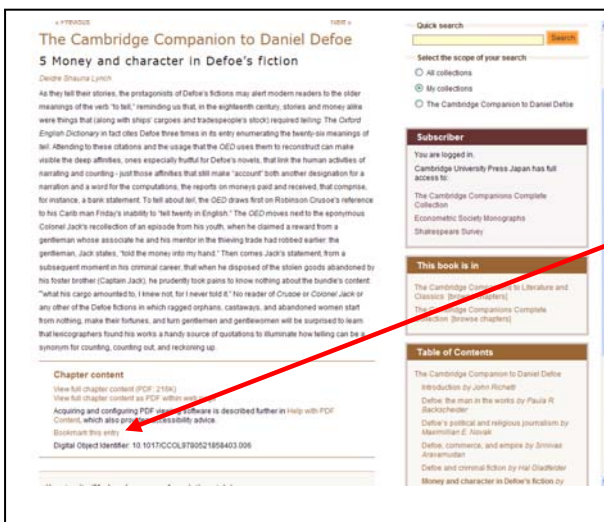 « PREVIOUS
NEXT »
The Cambridge Companion to Daniel Defoe
5 Money and character in Defoe's fiction
Deidre Shauna Lynch
As they tell their stories, the protagonists of Defoe's fictions may alert modern readers to the older
meanings of the verb "to tell," reminding us that, in the eighteenth century, stories and money alike
were things that (along with ships' cargoes and tradespeople's stock) required telling. The Oxford
English Dictionary in fact cites Defoe three times in its entry enumerating the twenty-six meanings of
tell. Attending to these citations and the usage that the OED uses them to reconstruct can make
visible the deep affinities, ones especially fruitful for Defoe's novels, that link the human activities of
narrating and counting - just those affinities that still make "account" both another designation for a
narration and a word for the computations, the reports on moneys paid and received, that comprise,
for instance, a bank statement. To tell about tell, the OED draws first on Robinson Crusoe's reference
to his Carib man Friday's inability to "tell twenty in English." The OED moves next to the eponymous
Colonel Jack's recollection of an episode from his youth, when he claimed a reward from a
gentleman whose associate he and his mentor in the thieving trade had robbed earlier: the
gentleman, Jack states, "told the money into my hand." Then comes Jack's statement, from a
subsequent moment in his criminal career, that when he disposed of the stolen goods abandoned by
his foster brother (Captain Jack), he prudently took pains to know nothing about the bundle's content:
"what his cargo amounted to, I knew not, for I never told it." No reader of Crusoe or Colonel Jack or
any other of the Defoe fictions in which ragged orphans, castaways, and abandoned women start
from nothing, make their fortunes, and turn gentlemen and gentlewomen will be surprised to learn
that lexicographers found his works a handy source of quotations to illuminate how telling can be a
synonym for counting, counting out, and reckoning up.
Chapter content
View full chapter content (PDF: 216K)
View full chapter content as PDF within web
Acquiring and configuring PDF viewing software is described further in Help with PDF
Content, which also provides accessibility advice.
Bookmark this entry
Digital Object Identifier: 10.1017/CCOL9780521858403.006
Quick search
Search
Select the scope of your search
All collections
My collections
The Cambridge Companion to Daniel Defoe
Subscriber
You are logged in.
Cambridge University Press Japan has full
access to:
The Cambridge Companions Complete
Collection
Econometric Society Monographs
Shakespeare Survey
This book is in
The Cambridge Companions to Literature and
Classics: [browse chapters]
The Cambridge Companions Complete
Collection [browse chapters]
Table of Contents
The Cambridge Companion to Daniel Defoe
Introduction by John Richetti
Defoe: the man in the works by Paula R.
Backscheider
Defoe's political and religious journalism by
Maximillian E. Novak
Defoe, commerce, and empire by Srinivas
Aravamudan
Defoe and criminal fiction by Hal Gladfelder
Money and character in Defoe's fiction by